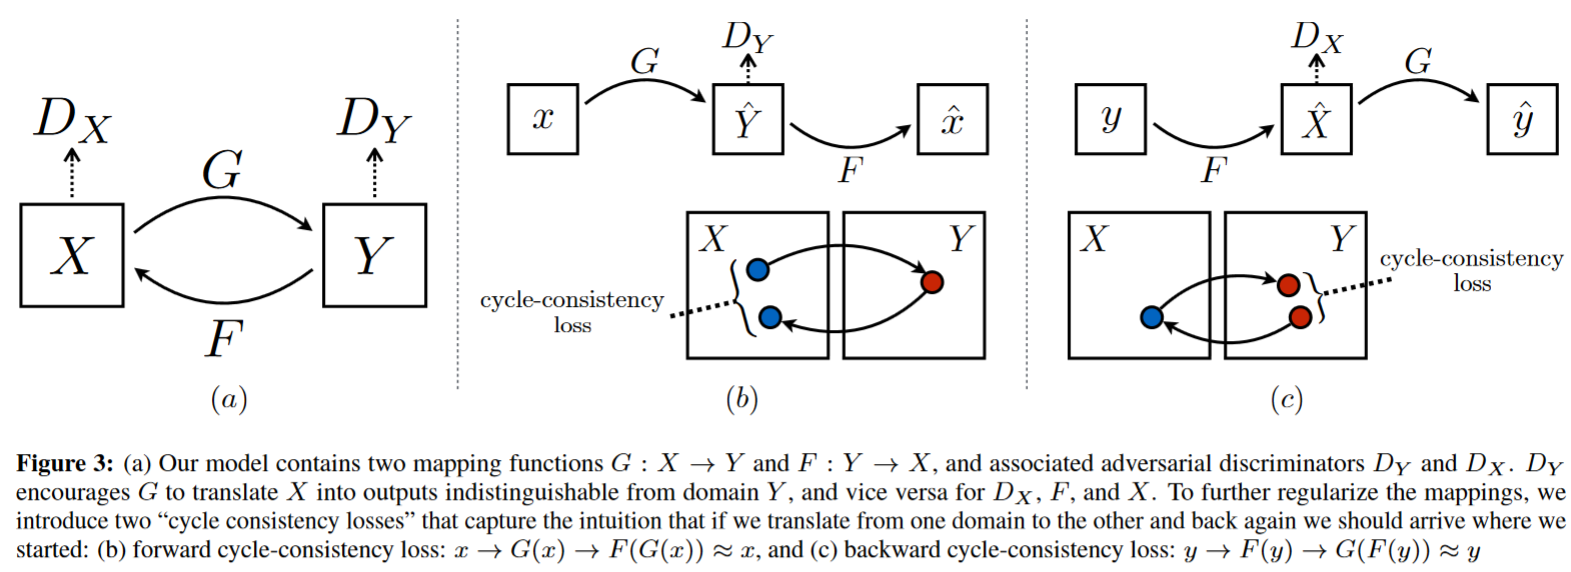 D_X
D_Y
G
X
Y
F
(a)
D_Y
G
x
Ŷ
x̂
F
X
Y
cycle-consistency
loss
(b)
D_X
G
y
X̂
ŷ
F
X
Y
cycle-consistency
loss
(c)
Figure 3: (a) Our model contains two mapping functions G : X → Y and F : Y → X, and associated adversarial discriminators D_Y and D_X. D_Y
encourages G to translate X into outputs indistinguishable from domain Y, and vice versa for D_X, F, and X. To further regularize the mappings, we
introduce two “cycle consistency losses” that capture the intuition that if we translate from one domain to the other and back again we should arrive where we
started: (b) forward cycle-consistency loss: x → G(x) → F(G(x)) ≈ x, and (c) backward cycle-consistency loss: y → F(y) → G(F(y)) ≈ y